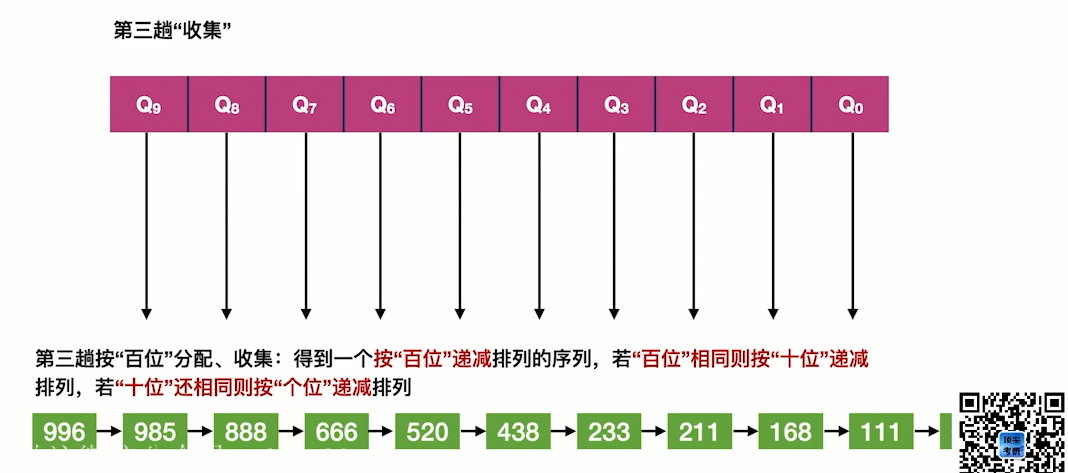 第三趟“收集”
Q₉ Q₈ Q₇ Q₆ Q₅ Q₄ Q₃ Q₂ Q₁ Q₀
第三趟按“百位”分配、收集：得到一个按“百位”递减排列的序列，若“百位”相同则按“十位”递减
排列，若“十位”还相同则按“个位”递减排列
996 985 888 666 520 438 233 211 168 111
顶尖
考研